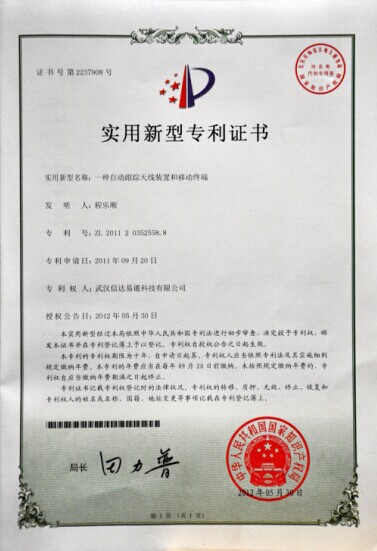 证书号第2237908号
实用新型专利证书
实用新型名称：一种自动跟踪天线装置和移动终端
发 明 人：程乐顺
专 利 号：ZL 2011 2 0352558.8
专利申请日：2011年09月20日
专 利 权 人：武汉信达易通科技有限公司
授权公告日：2012年05月30日
本实用新型经过本局依照中华人民共和国专利法进行初步审查，决定授予专利权，颁
发本证书并在专利登记簿上予以登记。专利权自授权公告之日起生效。
本专利的专利权期限为十年，自申请日起算。专利权人应当依照专利法及其实施细则
规定缴纳年费。本专利的年费应当在每年09月20日前缴纳。未按照规定缴纳年费的，专
利权自应当缴纳年费期满之日起终止。
专利证书记载专利权登记时的法律状况。专利权的转移、质押、无效、终止、恢复和
专利权人的姓名或名称、国籍、地址变更等事项记载在专利登记簿上。
局长
田力普
中华人民共和国国家知识产权局
2012年05月30日
第1页（共1页）